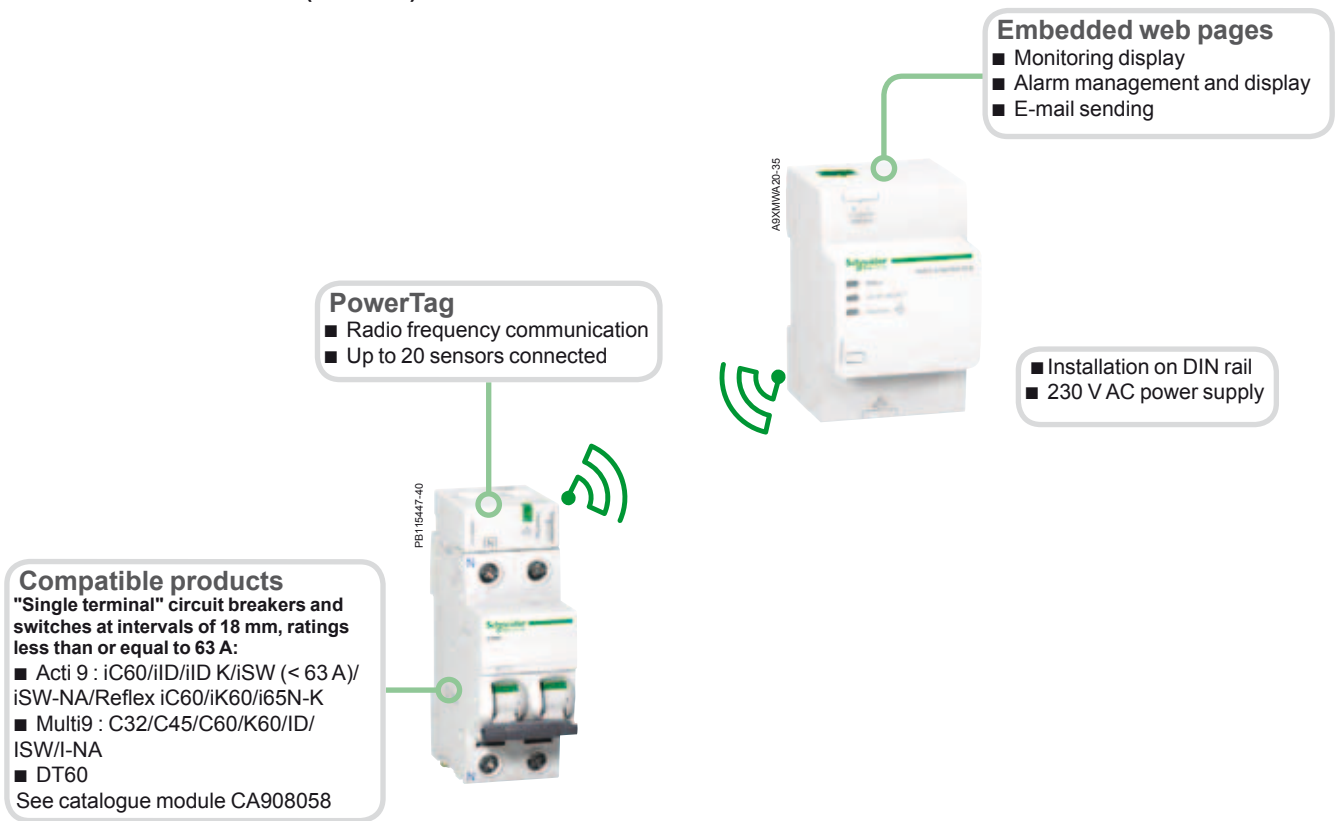 Embedded web pages
■ Monitoring display
■ Alarm management and display
■ E-mail sending
A9XMWA20-35
PowerTag
■ Radio frequency communication
■ Up to 20 sensors connected
■ Installation on DIN rail
■ 230 V AC power supply
Schneider
PB115447-40
N
Schneider
N
Compatible products
"Single terminal" circuit breakers and
switches at intervals of 18 mm, ratings
less than or equal to 63 A:
■ Acti 9 : iC60/iID/iID K/iSW (< 63 A)/
iSW-NA/Reflex iC60/iK60/i65N-K
■ Multi9 : C32/C45/C60/K60/ID/
ISW/I-NA
■ DT60
See catalogue module CA908058